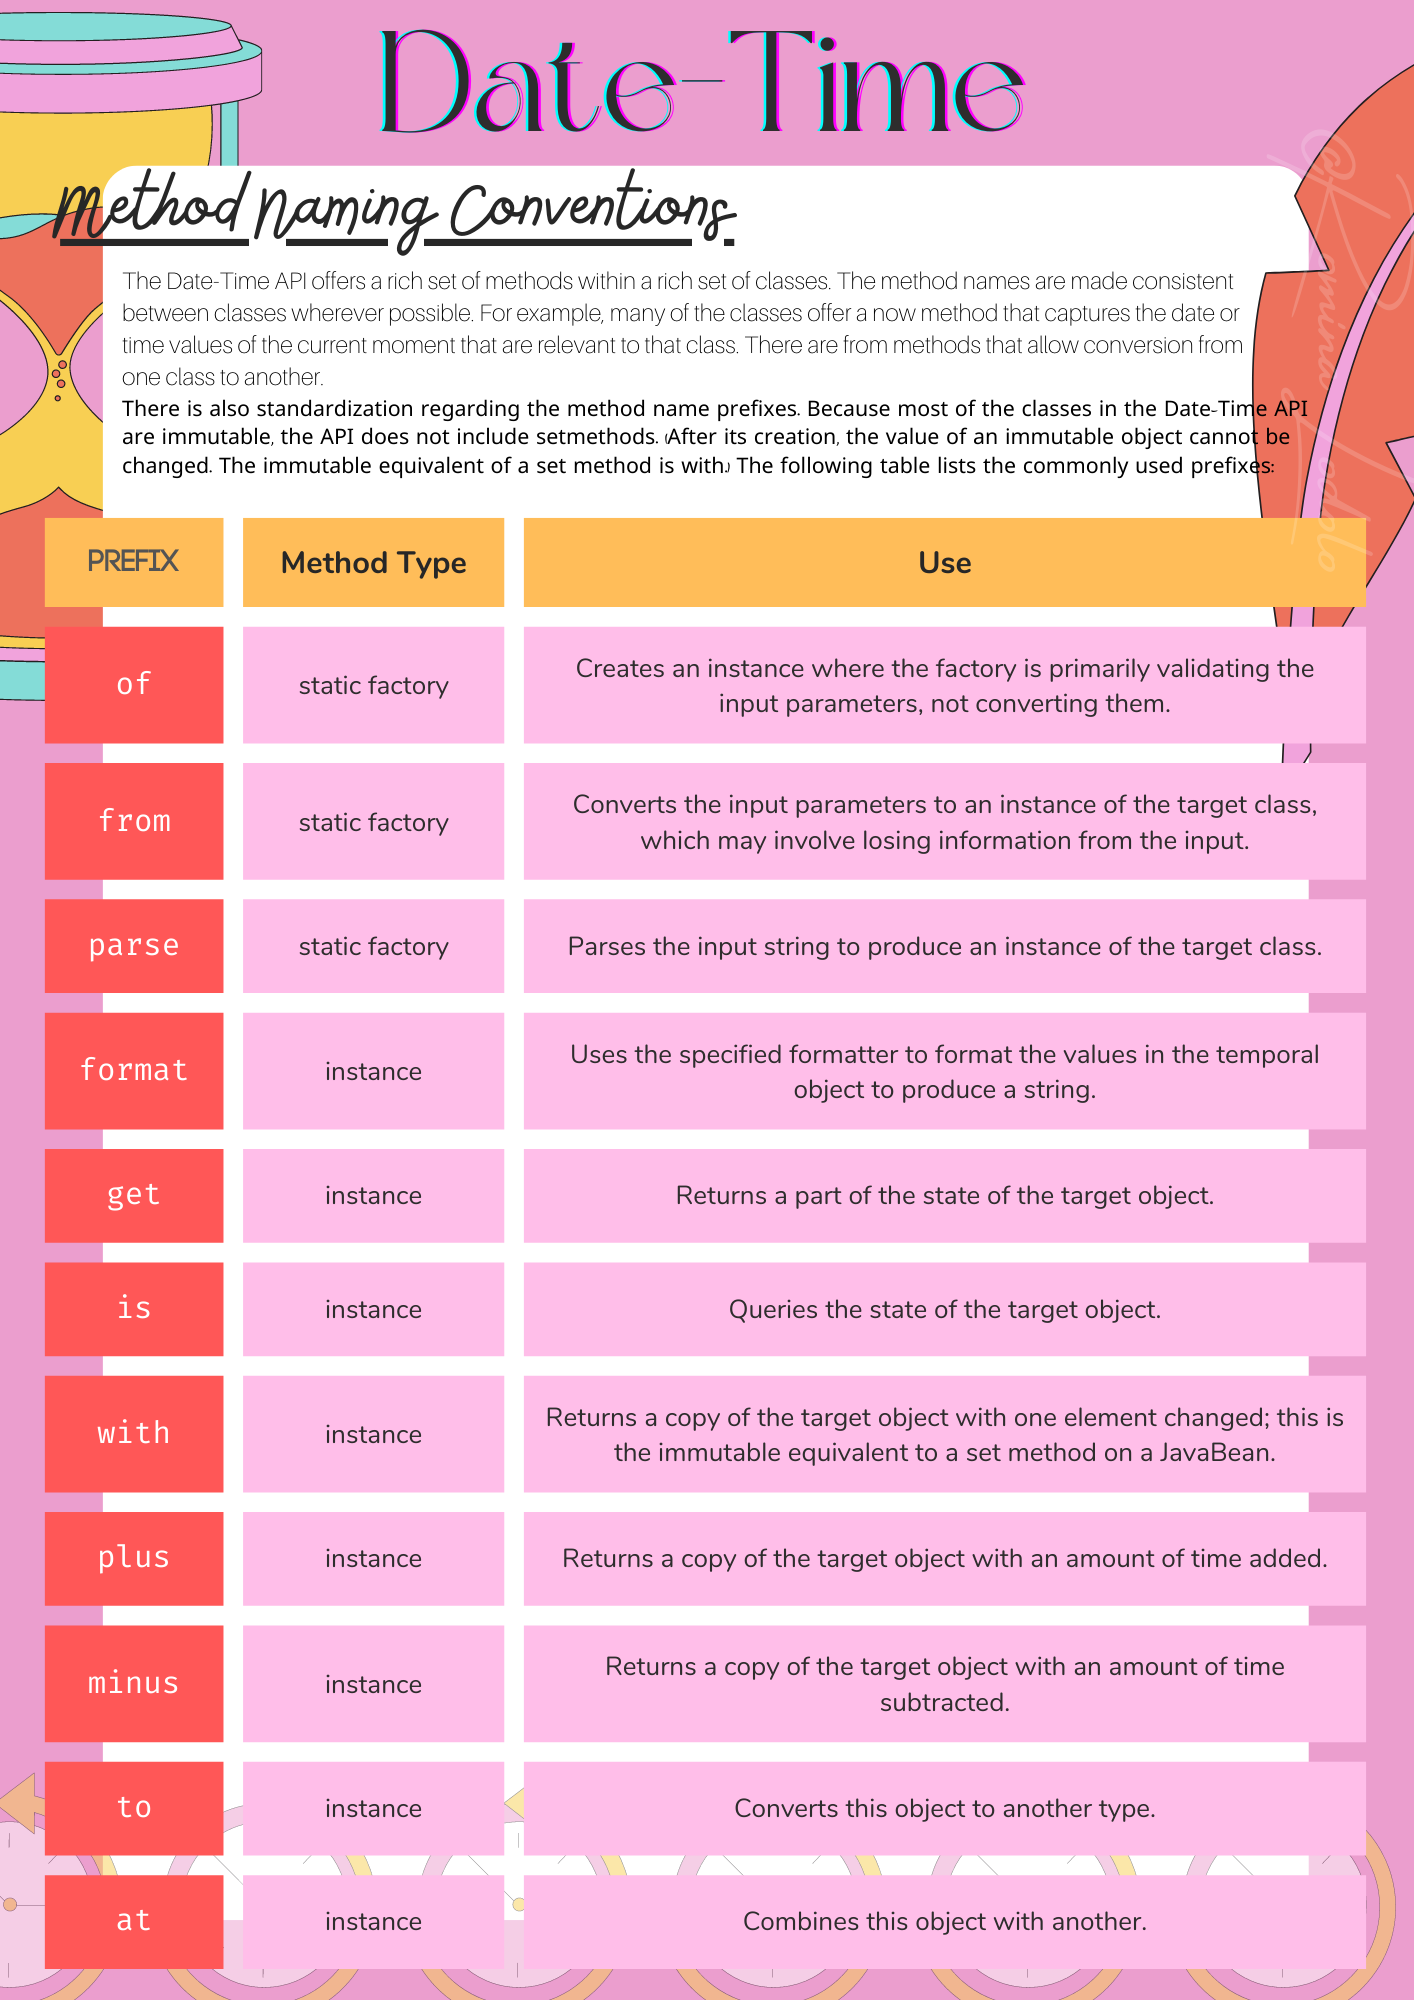 Date-Time
Method Naming Conventions
The Date-Time API offers a rich set of methods within a rich set of classes. The method names are made consistent
between classes wherever possible. For example, many of the classes offer a now method that captures the date or
time values of the current moment that are relevant to that class. There are from methods that allow conversion from
one class to another.
There is also standardization regarding the method name prefixes. Because most of the classes in the Date-Time API
are immutable, the API does not include setmethods. (After its creation, the value of an immutable object cannot be
changed. The immutable equivalent of a set method is with.) The following table lists the commonly used prefixes:
PREFIX Method Type Use
of static factory Creates an instance where the factory is primarily validating the
input parameters, not converting them.
from static factory Converts the input parameters to an instance of the target class,
which may involve losing information from the input.
parse static factory Parses the input string to produce an instance of the target class.
format instance Uses the specified formatter to format the values in the temporal
object to produce a string.
get instance Returns a part of the state of the target object.
is instance Queries the state of the target object.
with instance Returns a copy of the target object with one element changed; this is
the immutable equivalent to a set method on a JavaBean.
plus instance Returns a copy of the target object with an amount of time added.
minus instance Returns a copy of the target object with an amount of time
subtracted.
to instance Converts this object to another type.
at instance Combines this object with another.